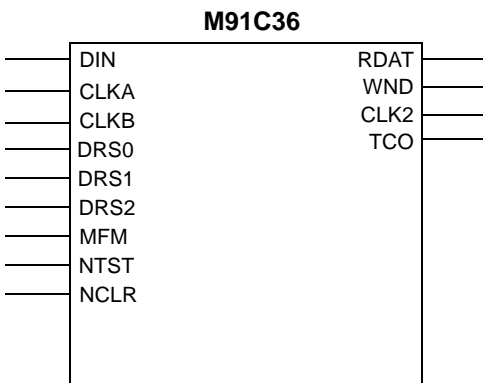 M91C36
DIN RDAT
CLKA WND
CLKB CLK2
DRS0 TCO
DRS1
DRS2
MFM
NTST
NCLR